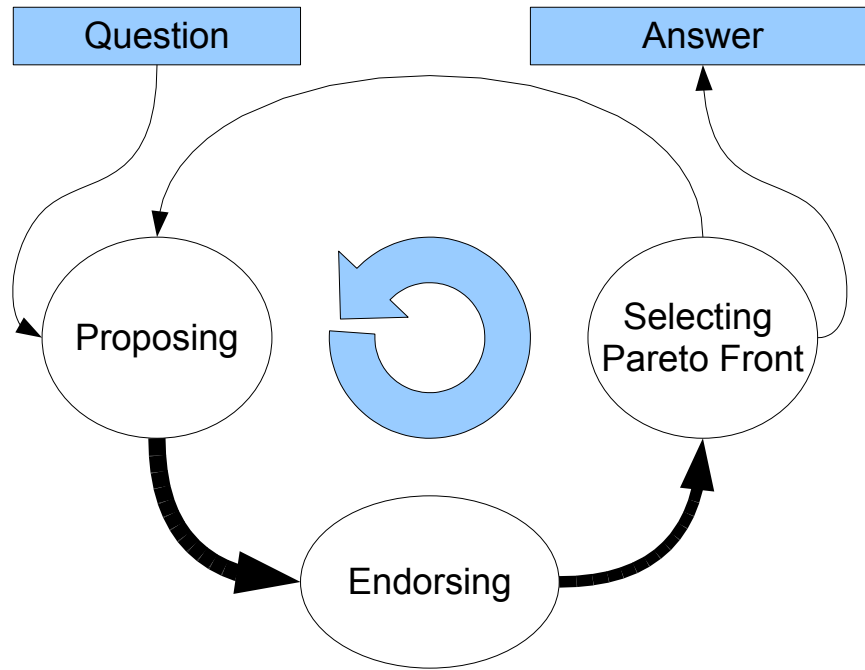 Question
Answer
Proposing
Selecting
Pareto Front
Endorsing